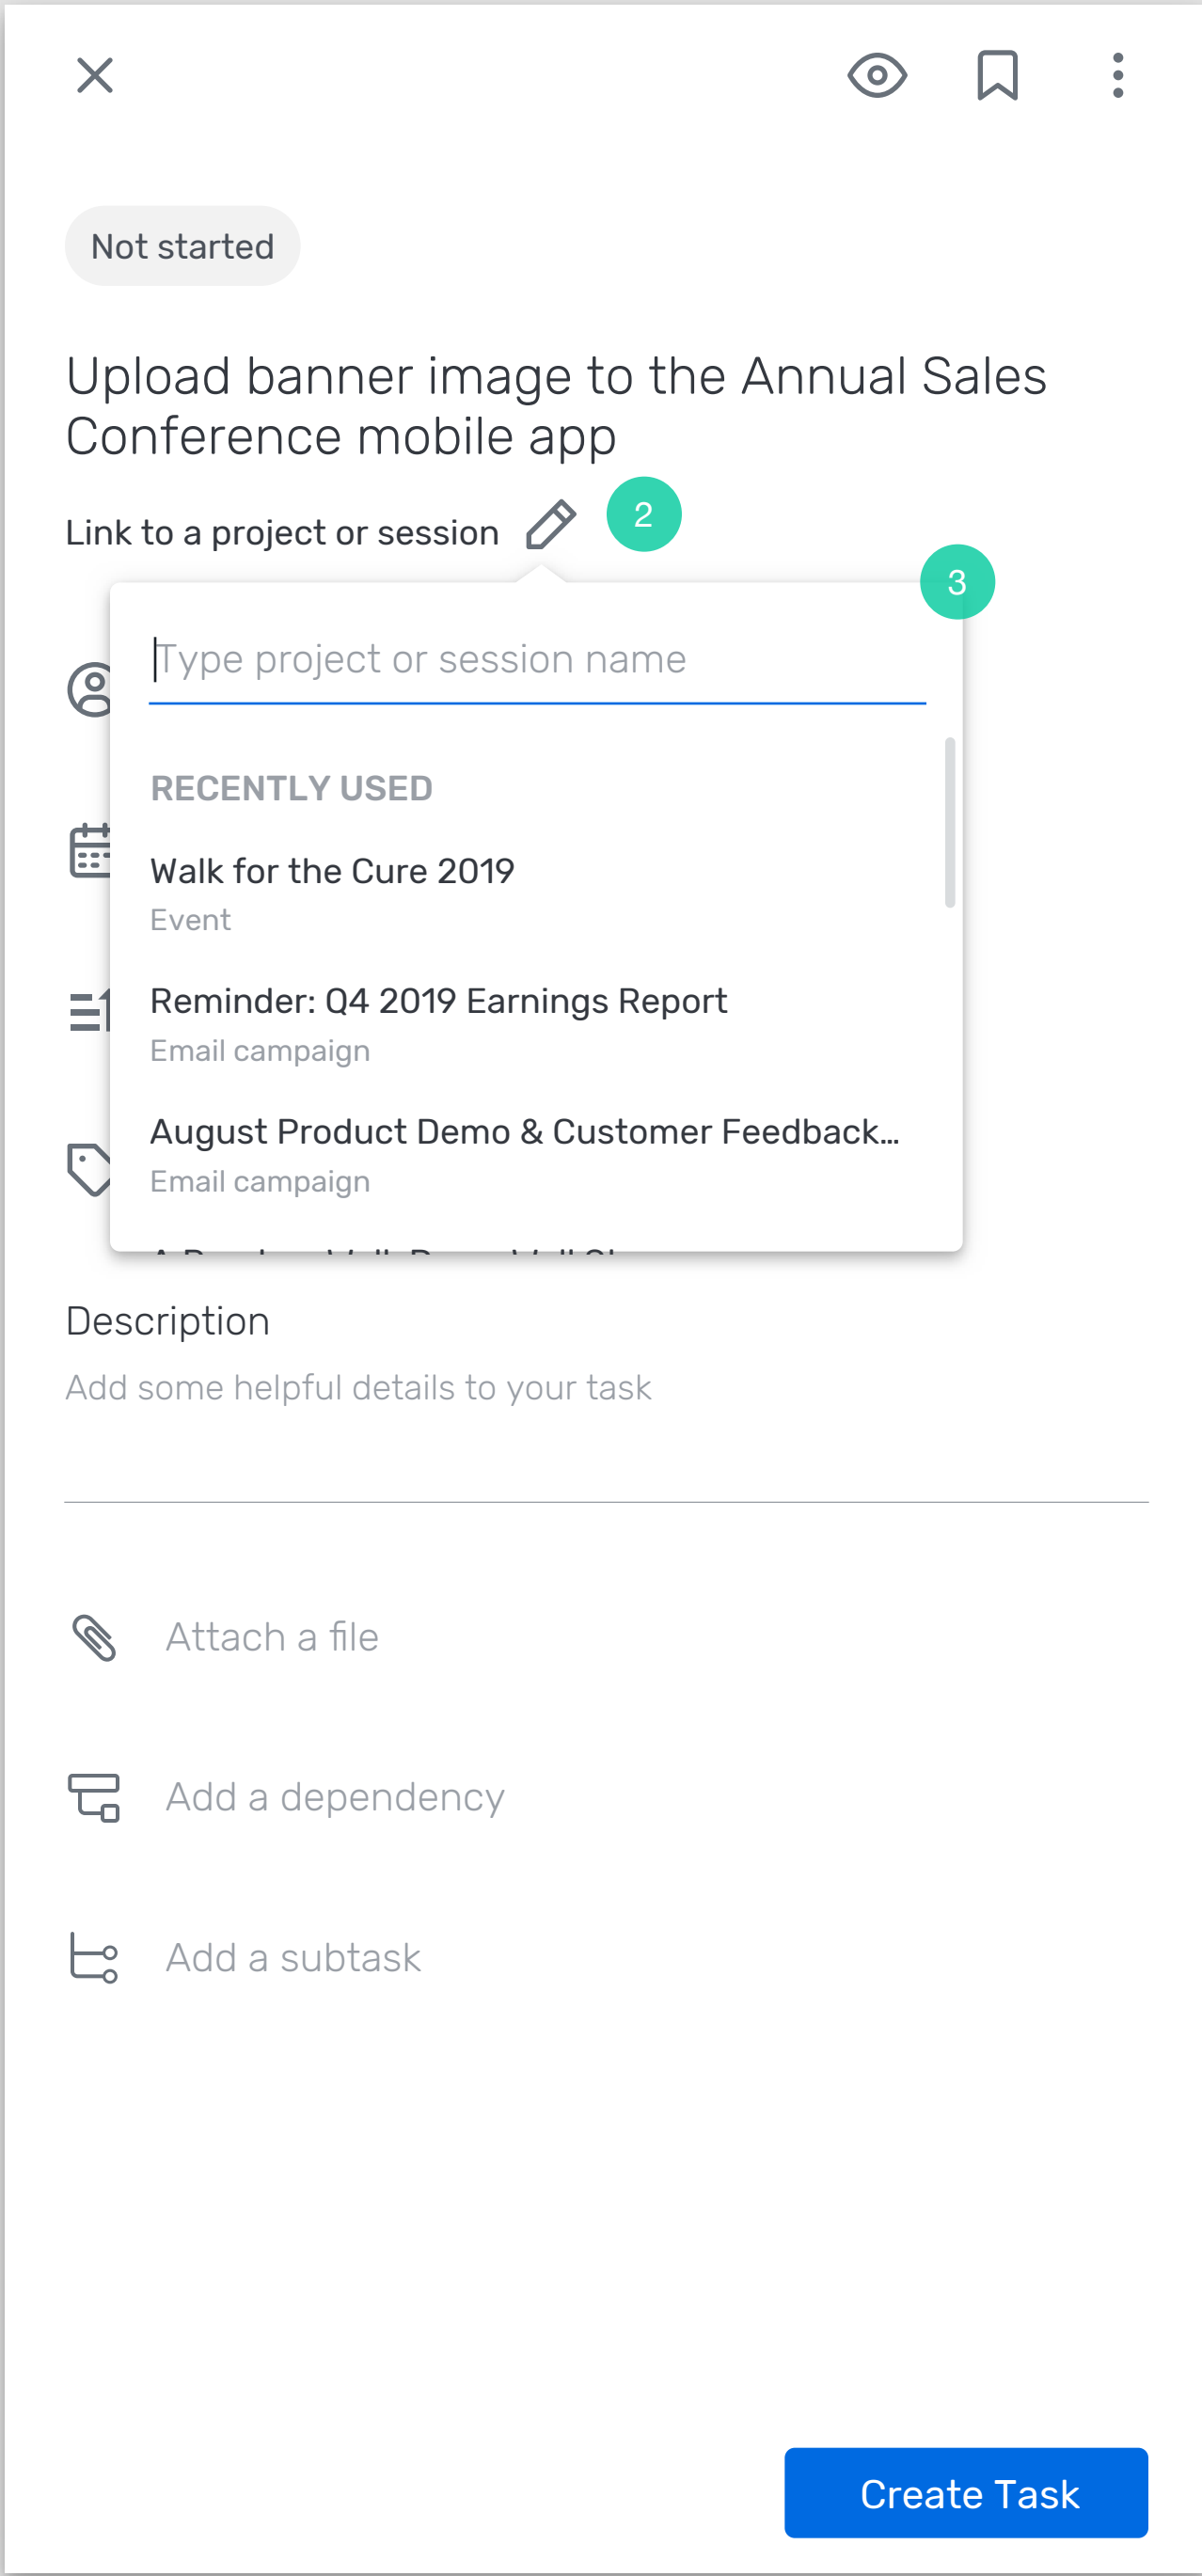 Not started
Upload banner image to the Annual Sales
Conference mobile app
Link to a project or session
2
3
Type project or session name
RECENTLY USED
Walk for the Cure 2019
Event
Reminder: Q4 2019 Earnings Report
Email campaign
August Product Demo & Customer Feedback...
Email campaign
Description
Add some helpful details to your task
Attach a file
Add a dependency
Add a subtask
Create Task